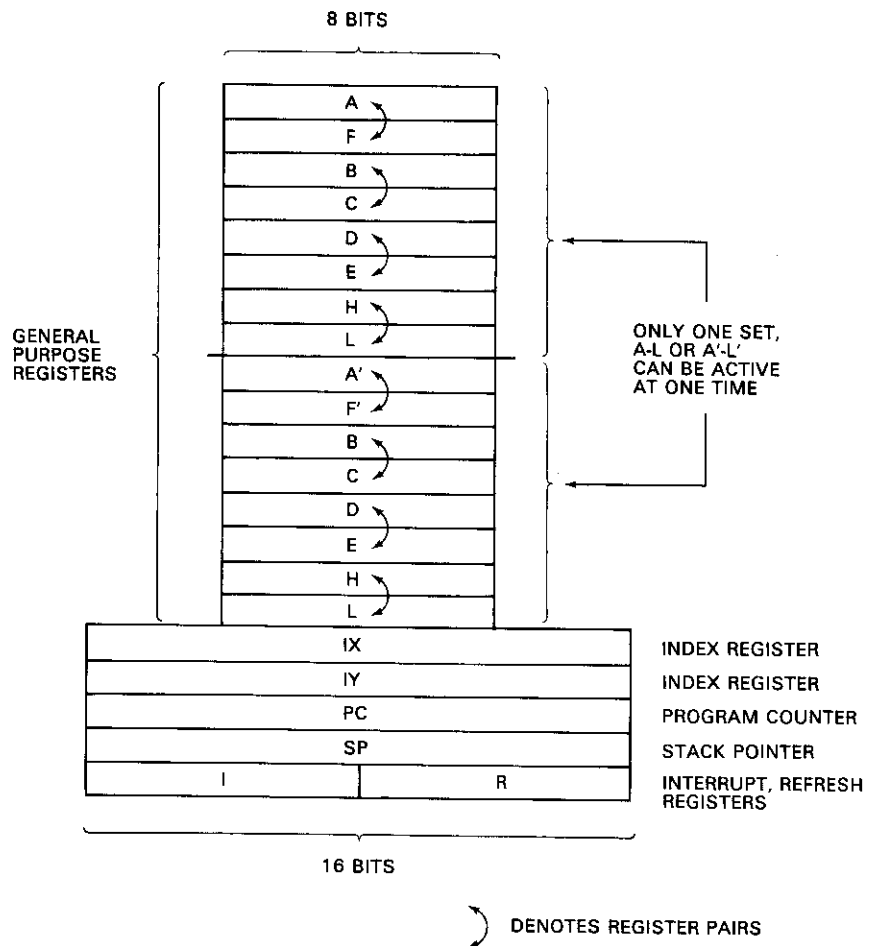 8 BITS
A
F
B
C
D
E
H
L
GENERAL
PURPOSE
REGISTERS
ONLY ONE SET,
A-L OR A'-L'
CAN BE ACTIVE
AT ONE TIME
A'
F'
B
C
D
E
H
L
IX
INDEX REGISTER
IY
INDEX REGISTER
PC
PROGRAM COUNTER
SP
STACK POINTER
I
R
INTERRUPT, REFRESH
REGISTERS
16 BITS
DENOTES REGISTER PAIRS